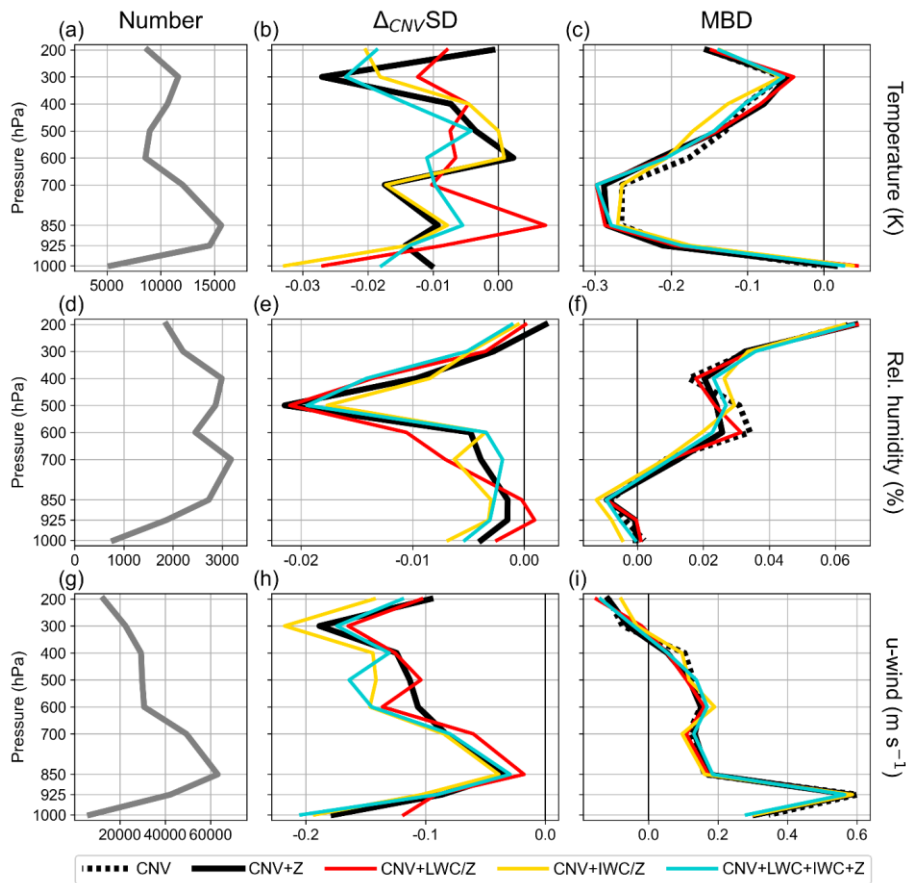 Number
Δ_CNV SD
MBD
(a)
(b)
(c)
Pressure (hPa)
200
300
400
500
600
700
850
925
1000
5000 10000 15000
-0.03 -0.02 -0.01 0.00
-0.3 -0.2 -0.1 0.0
Temperature (K)
(d)
(e)
(f)
Pressure (hPa)
200
300
400
500
600
700
850
925
1000
0 1000 2000 3000
-0.02 -0.01 0.00
0.00 0.02 0.04 0.06
Rel. humidity (%)
(g)
(h)
(i)
Pressure (hPa)
200
300
400
500
600
700
850
925
1000
20000 40000 60000
-0.2 -0.1 0.0
0.0 0.2 0.4 0.6
u-wind (m s⁻¹)
CNV CNV+Z CNV+LWC/Z CNV+IWC/Z CNV+LWC+IWC+Z